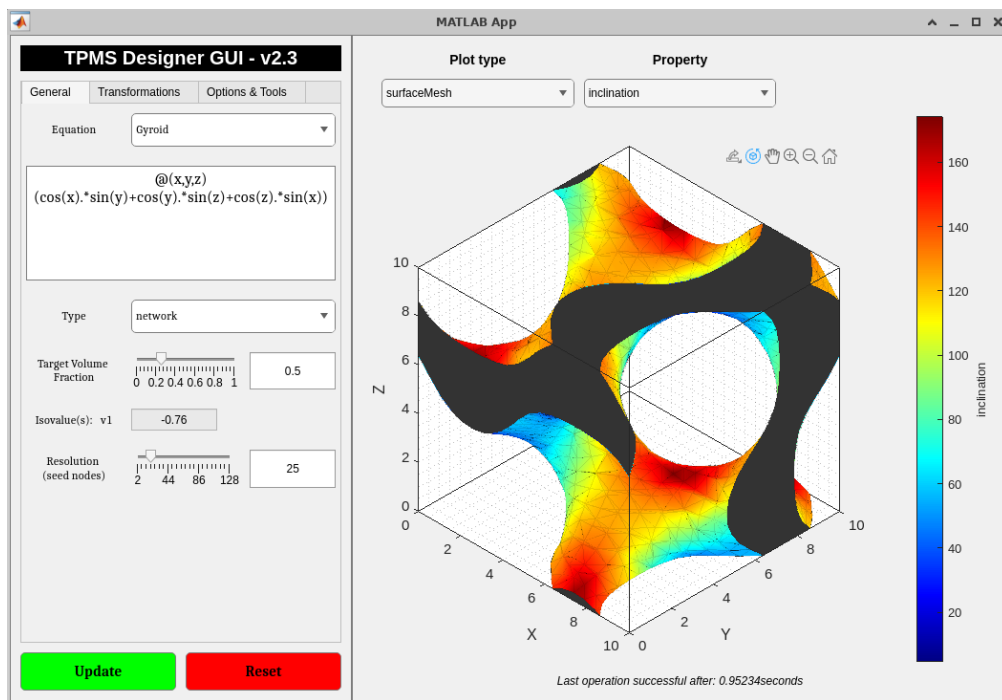 MATLAB App
TPMS Designer GUI - v2.3
General
Transformations
Options & Tools
Equation
Gyroid
@(x,y,z)
(cos(x).*sin(y)+cos(y).*sin(z)+cos(z).*sin(x))
Type
network
Target Volume
Fraction
0 0.2 0.4 0.6 0.8 1
0.5
Isovalue(s): v1
-0.76
Resolution
(seed nodes)
2 44 86 128
25
Update
Reset
Plot type
Property
surfaceMesh
inclination
10
8
6
4
2
0
Z
0
2
4
6
8
10
X
0
2
4
6
8
10
Y
160
140
120
100
80
60
40
20
inclination
Last operation successful after: 0.95234seconds